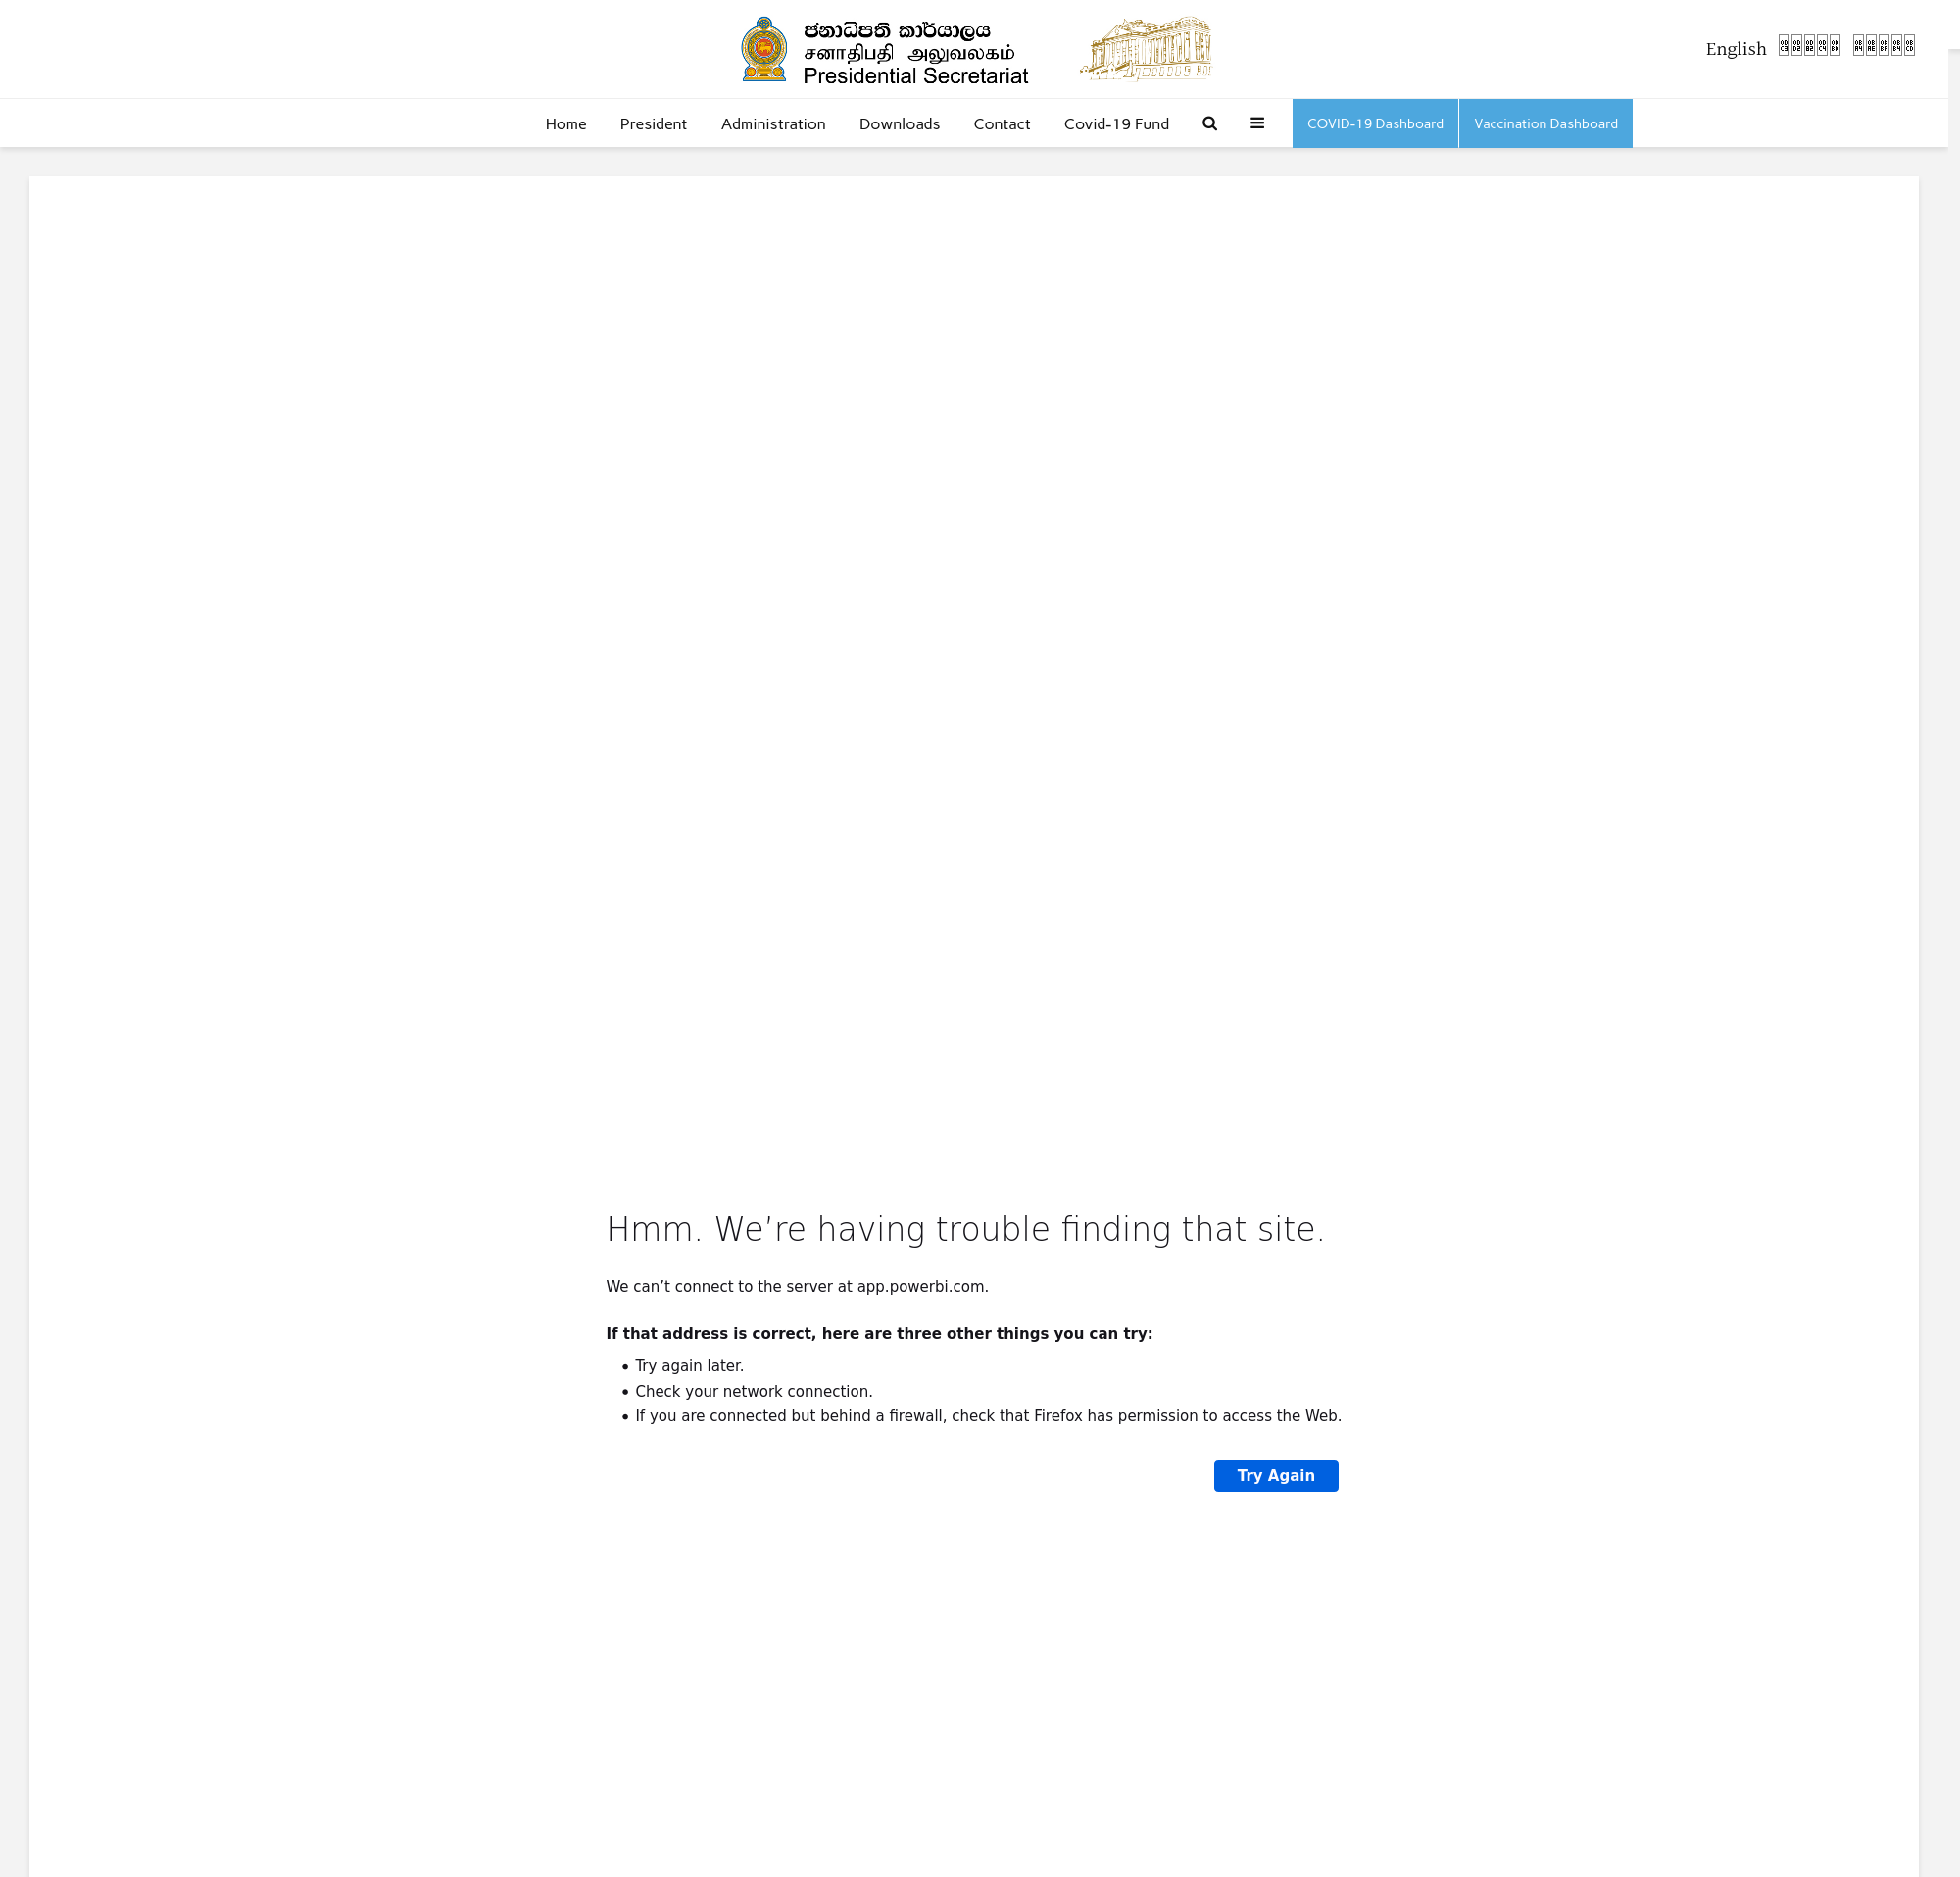 ජනාධිපති කාර්යාලය
சனாதிபதி அலுவலகம்
Presidential Secretariat
English
Home President Administration Downloads Contact Covid-19 Fund COVID-19 Dashboard Vaccination Dashboard
Hmm. We’re having trouble finding that site.
We can’t connect to the server at app.powerbi.com.
If that address is correct, here are three other things you can try:
• Try again later.
• Check your network connection.
• If you are connected but behind a firewall, check that Firefox has permission to access the Web.
Try Again